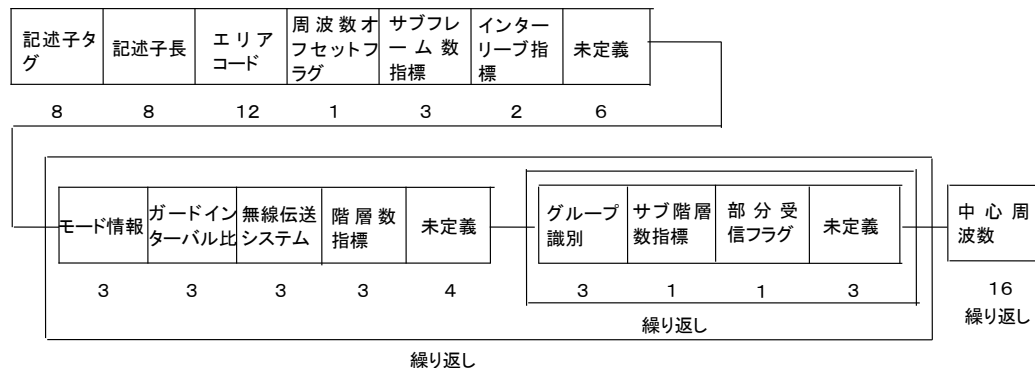 記述子タグ
記述子長
エリアコード
周波数オフセットフラグ
サブフレーム数指標
インターリーブ指標
未定義
8 8 12 1 3 2 6
モード情報
ガードインターバル比
無線伝送システム
階層数指標
未定義
グループ識別
サブ階層数指標
部分受信フラグ
未定義
中心周波数
3 3 3 3 4 3 1 1 3 16
繰り返し
繰り返し
繰り返し